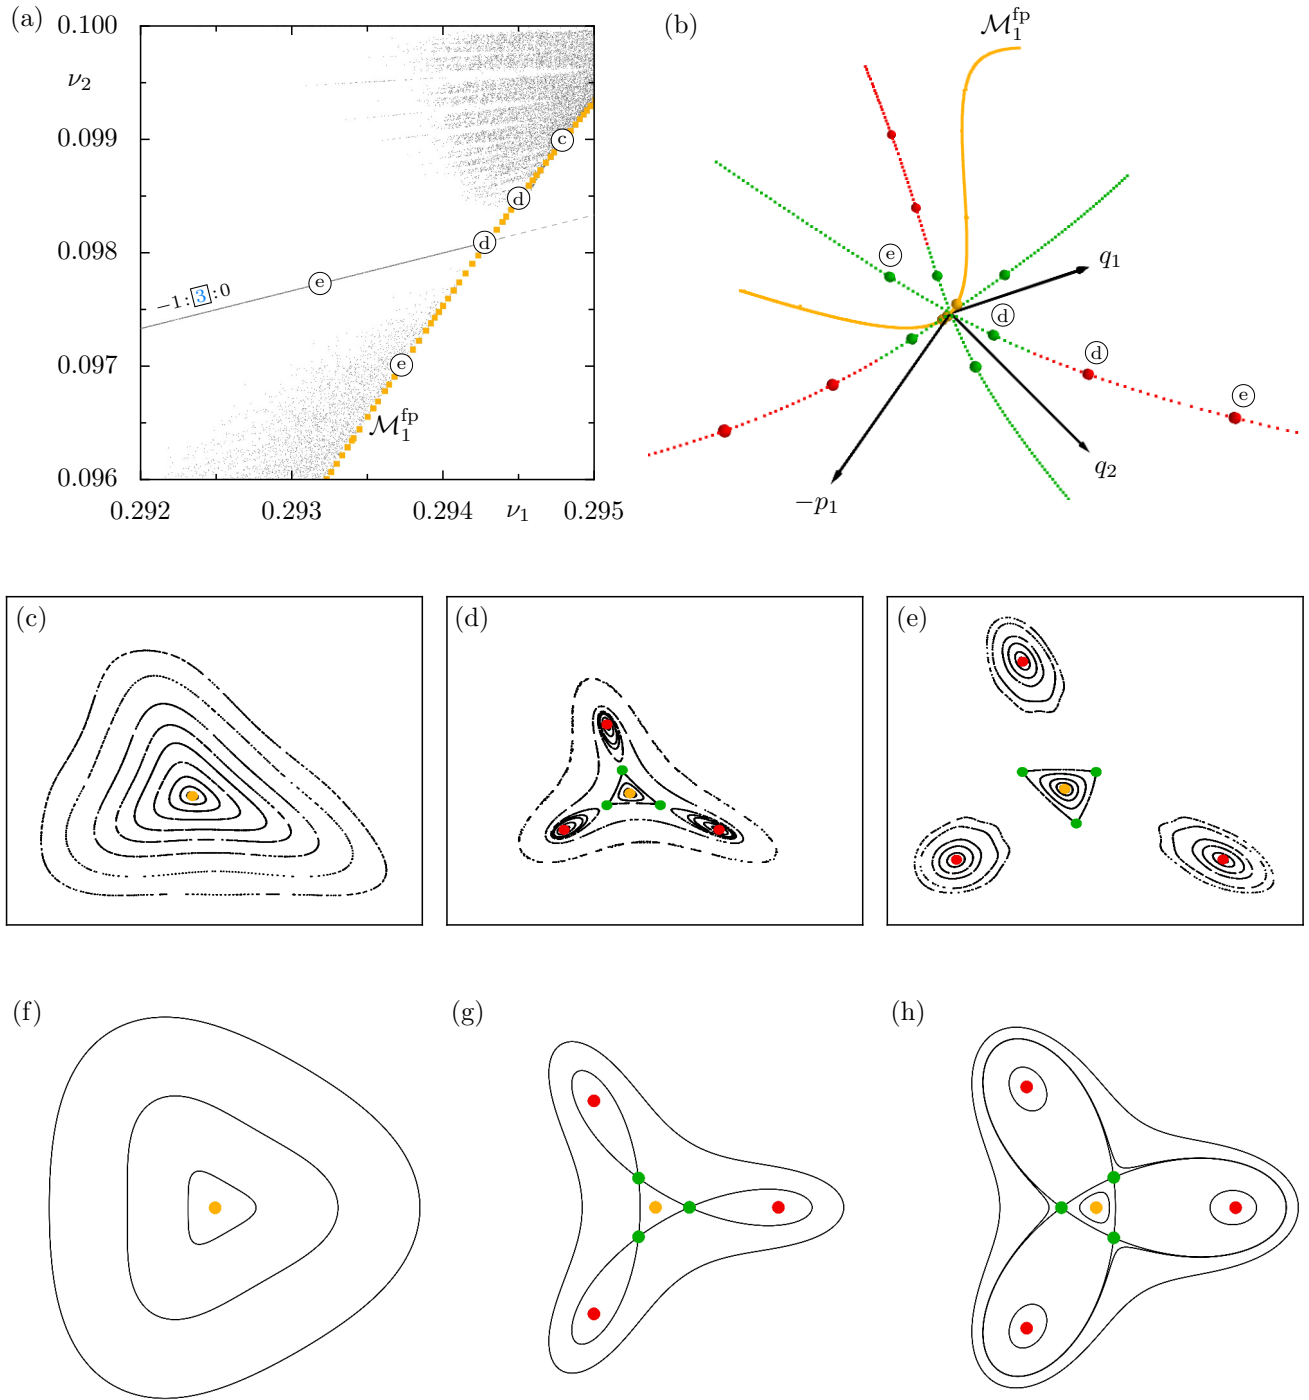 (a)
0.100
ν₂
0.099
0.098
0.097
0.096
0.292
0.293
0.294
ν₁
0.295
c
d
d
e
e
−1:3:0
ℳ₁ᶠᵖ
(b)
ℳ₁ᶠᵖ
e
q₁
d
d
e
q₂
−p₁
(c)
(d)
(e)
(f)
(g)
(h)